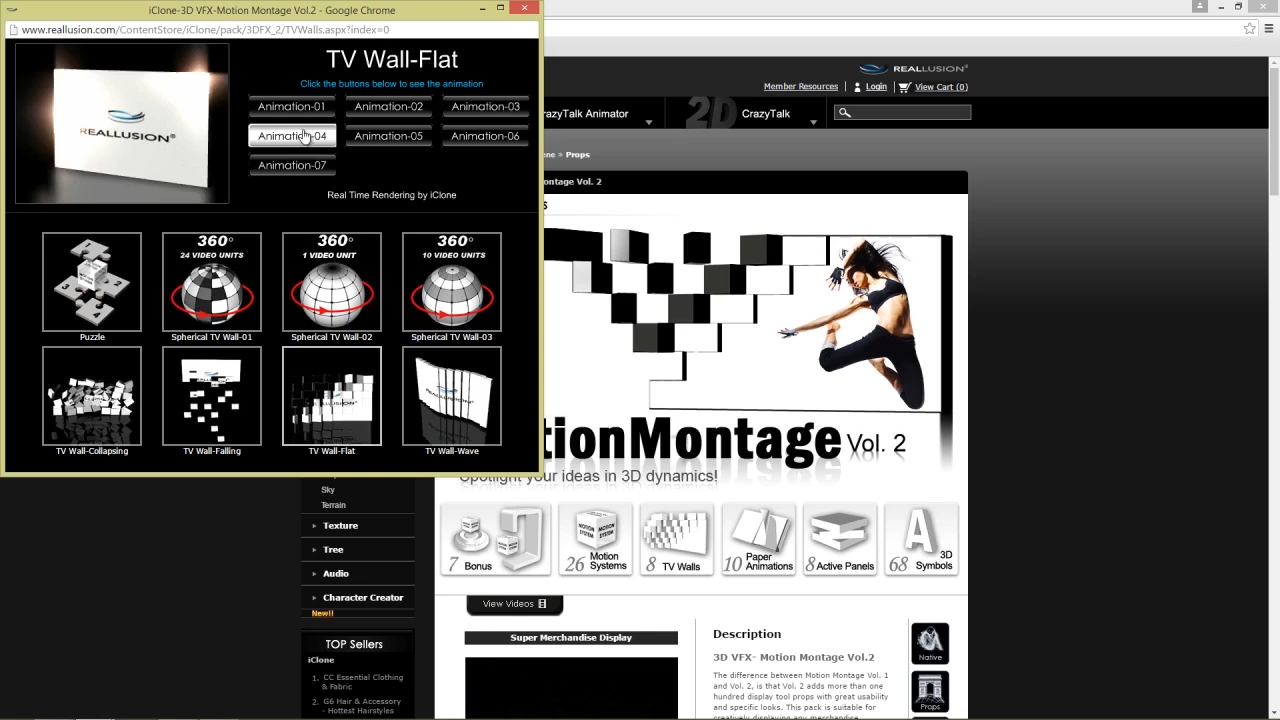 iClone-3D VFX-Motion Montage Vol.2 - Google Chrome
www.reallusion.com/ContentStore/iClone/pack/3DFX_2/TVWalls.aspx?index=0
TV Wall-Flat
Click the buttons below to see the animation
Animation-01
Animation-02
Animation-03
Animation-04
Animation-05
Animation-06
Animation-07
Real Time Rendering by iClone
REALLUSION®
360°
24 VIDEO UNITS
360°
1 VIDEO UNIT
360°
10 VIDEO UNITS
Puzzle
Spherical TV Wall-01
Spherical TV Wall-02
Spherical TV Wall-03
TV Wall-Collapsing
TV Wall-Falling
TV Wall-Flat
TV Wall-Wave
REALLUSION®
Member Resources
Login
View Cart (0)
razyTalk Animator
2D
CrazyTalk
ne » Props
ontage Vol. 2
S
tionMontage Vol. 2
Spotlight your ideas in 3D dynamics!
7 Bonus
26 Motion Systems
8 TV Walls
10 Paper Animations
8 Active Panels
68 3D Symbols
View Videos
Sky
Terrain
Texture
Tree
Audio
Character Creator
New!!
TOP Sellers
iClone
1. CC Essential Clothing
& Fabric
2. G6 Hair & Accessory
- Hottest Hairstyles
Super Merchandise Display
Description
3D VFX- Motion Montage Vol.2
The difference between Motion Montage Vol. 1
and Vol. 2, is that Vol. 2 adds more than one
hundred display tool props with great usability
and specific looks. This pack is suitable for
creatively displaying any merchandise
Native
Props